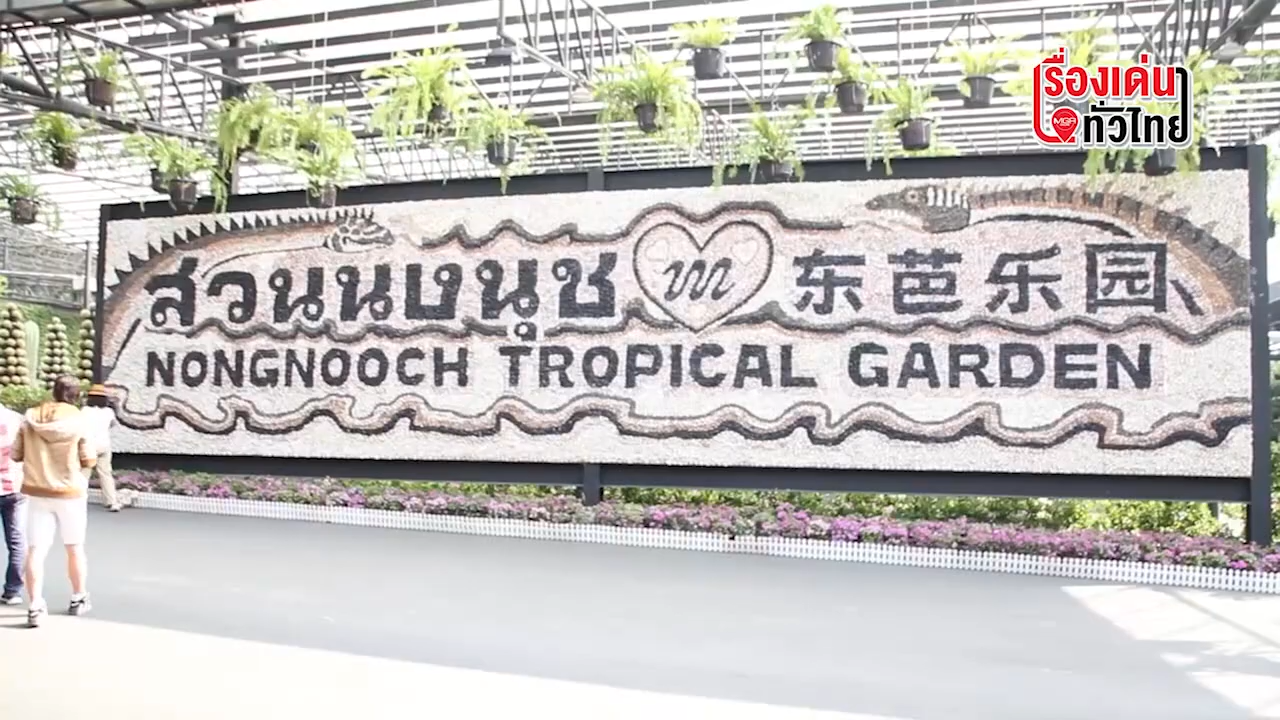 เรื่องเด่น
MGR
ทั่วไทย
สวนนงนุช 东芭乐园
NONGNOOCH TROPICAL GARDEN